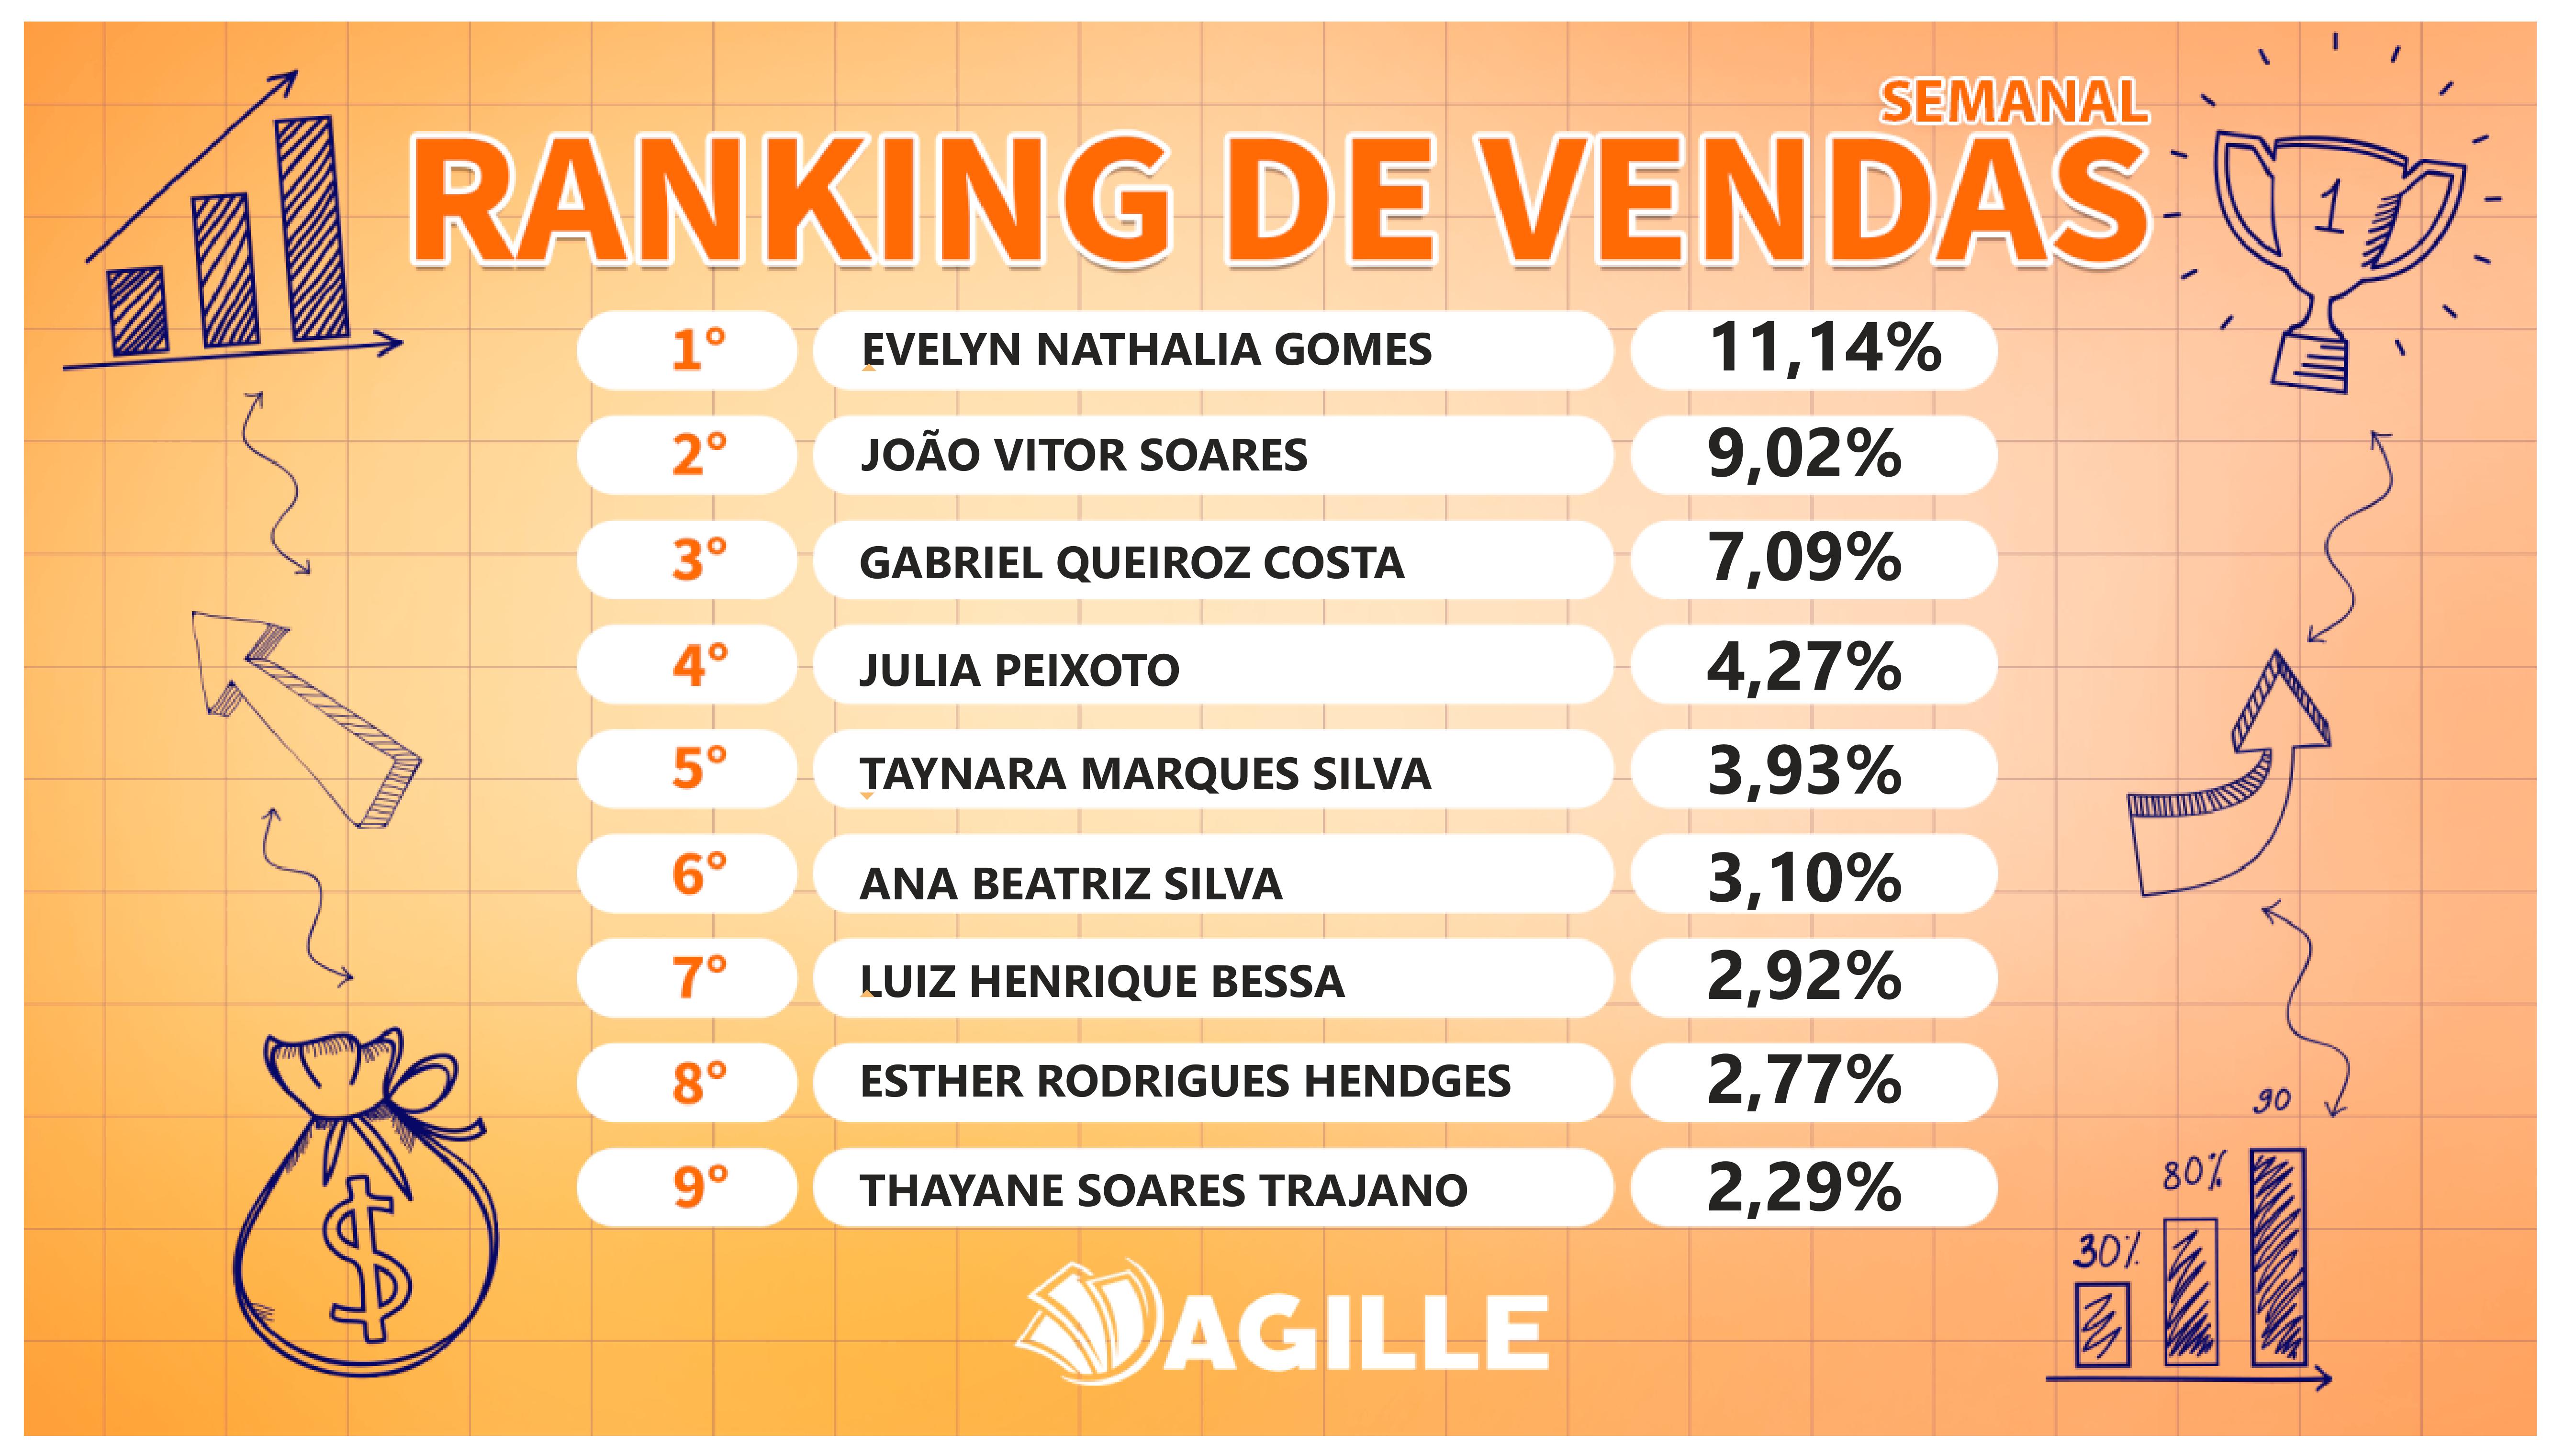 SEMANAL
RANKING DE VENDAS
1° EVELYN NATHALIA GOMES 11,14%
2° JOÃO VITOR SOARES 9,02%
3° GABRIEL QUEIROZ COSTA 7,09%
4° JULIA PEIXOTO 4,27%
5° TAYNARA MARQUES SILVA 3,93%
6° ANA BEATRIZ SILVA 3,10%
7° LUIZ HENRIQUE BESSA 2,92%
8° ESTHER RODRIGUES HENDGES 2,77%
9° THAYANE SOARES TRAJANO 2,29%
AGILLE
1
$
30%
80%
90